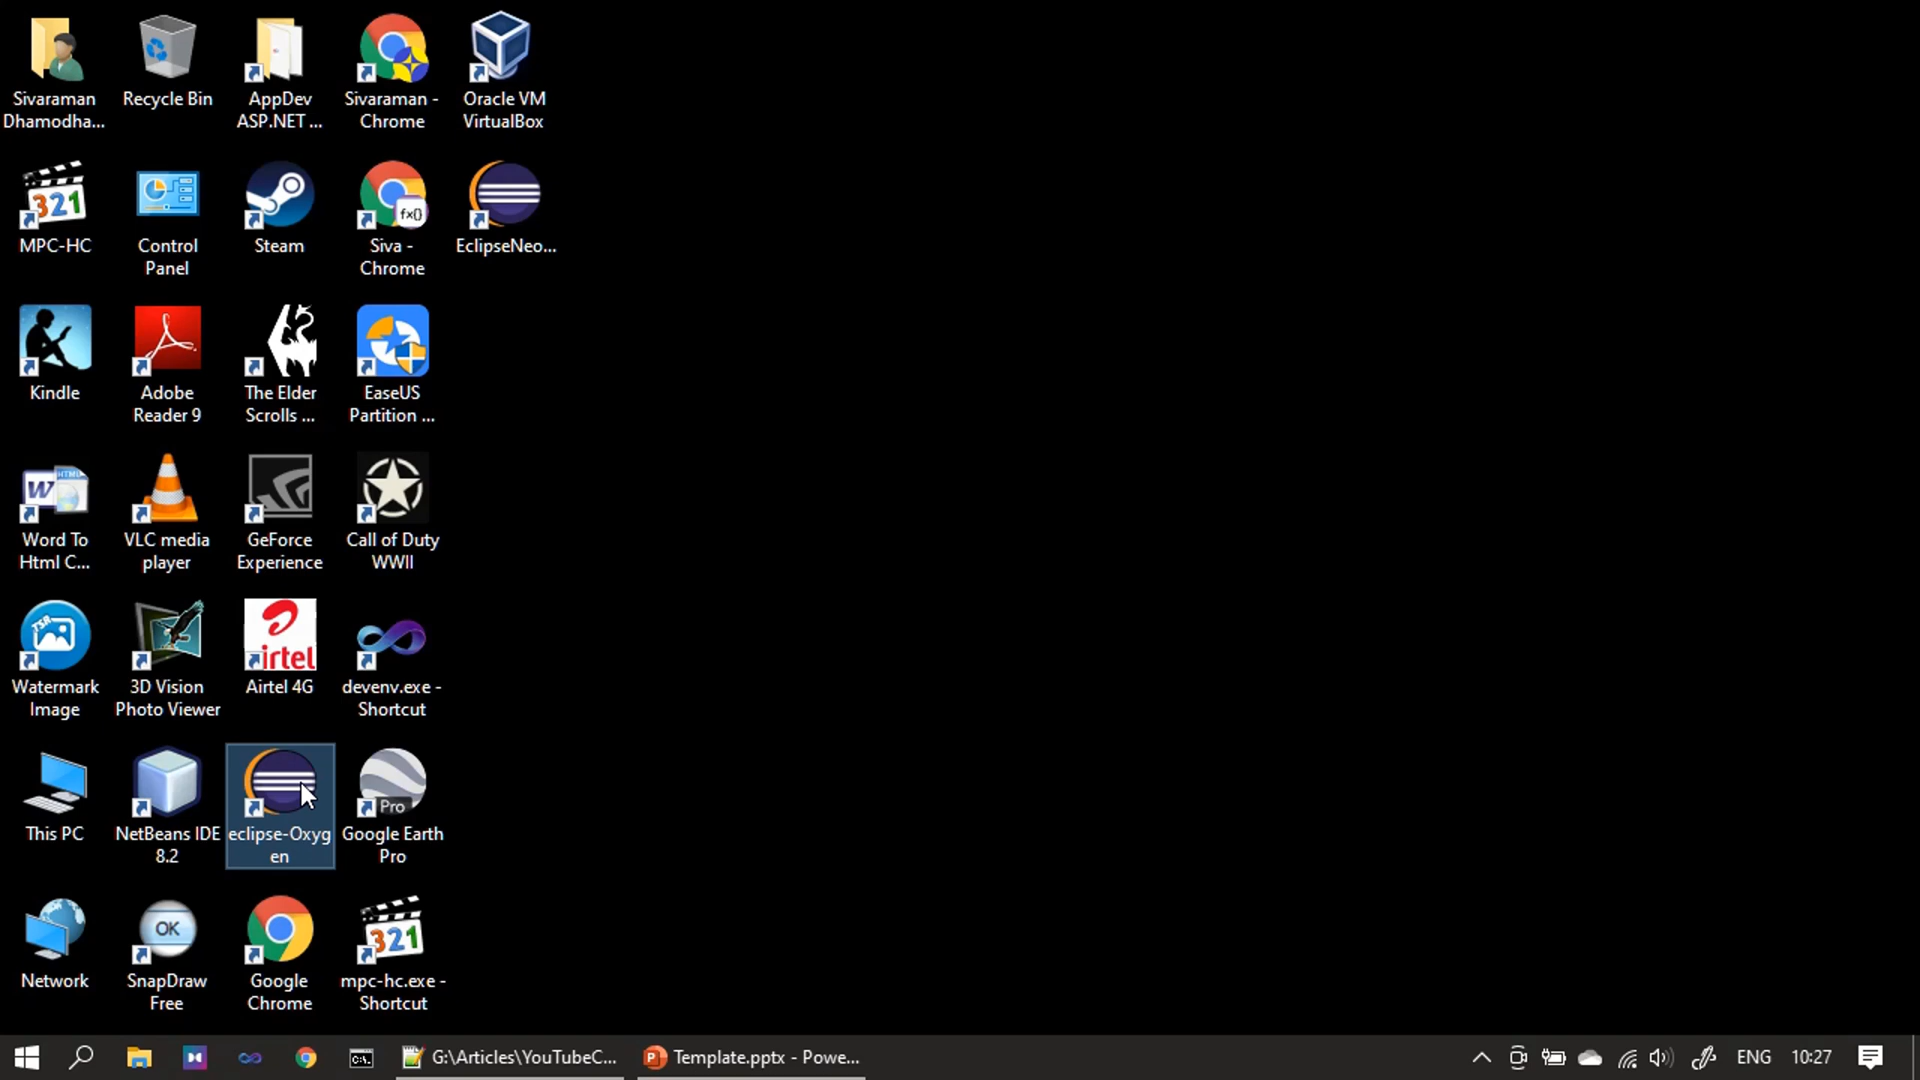 Sivaraman
Dhamodha...
Recycle Bin
AppDev
ASP.NET ...
Sivaraman -
Chrome
Oracle VM
VirtualBox
321
MPC-HC
Control
Panel
Steam
fx()
Siva -
Chrome
EclipseNeo...
Kindle
Adobe
Reader 9
The Elder
Scrolls ...
EaseUS
Partition ...
W
HTML
Word To
Html C...
VLC media
player
GeForce
Experience
Call of Duty
WWII
TSR
Watermark
Image
3D Vision
Photo Viewer
airtel
Airtel 4G
devenv.exe -
Shortcut
This PC
NetBeans IDE
8.2
eclipse-Oxyg
en
Pro
Google Earth
Pro
Network
OK
SnapDraw
Free
Google
Chrome
321
mpc-hc.exe -
Shortcut
G:\Articles\YouTubeC...
Template.pptx - Powe...
ENG
10:27